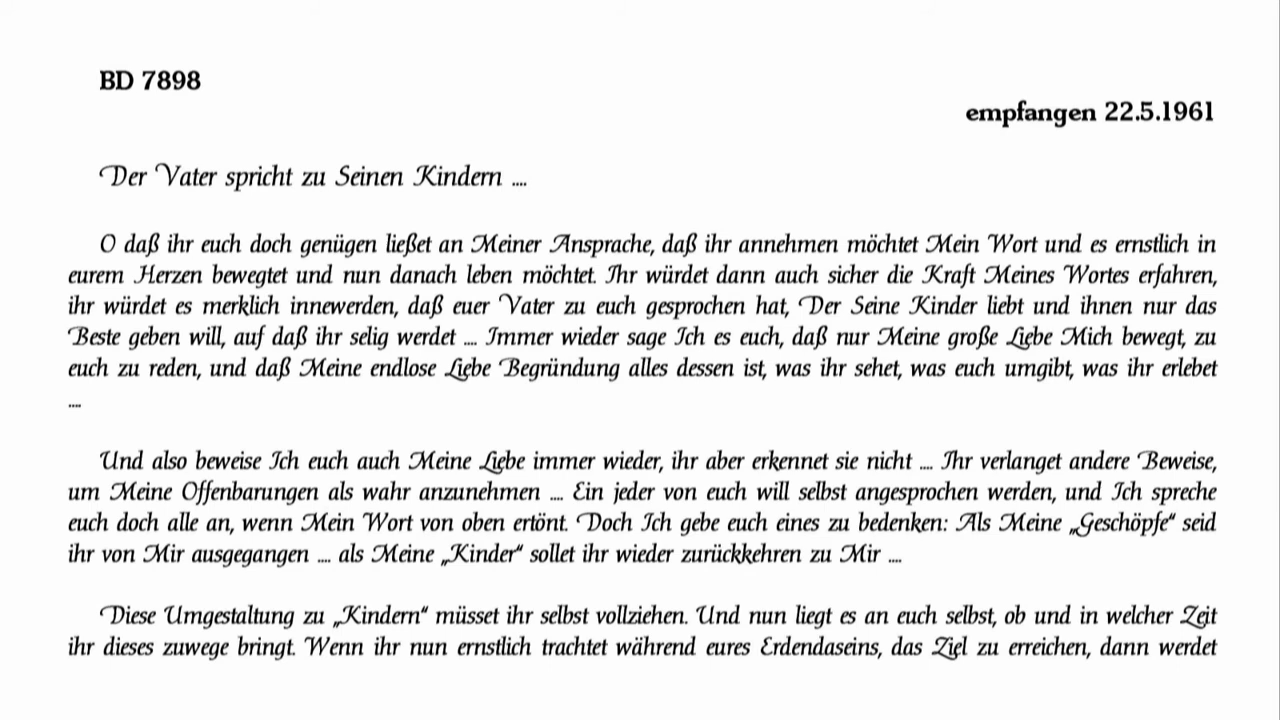 BD 7898
empfangen 22.5.1961
Der Vater spricht zu Seinen Kindern ....
O daß ihr euch doch genügen ließet an Meiner Ansprache, daß ihr annehmen möchtet Mein Wort und es ernstlich in
eurem Herzen bewegtet und nun danach leben möchtet. Ihr würdet dann auch sicher die Kraft Meines Wortes erfahren,
ihr würdet es merklich innewerden, daß euer Vater zu euch gesprochen hat, Der Seine Kinder liebt und ihnen nur das
Beste geben will, auf daß ihr selig werdet .... Immer wieder sage Ich es euch, daß nur Meine große Liebe Mich bewegt, zu
euch zu reden, und daß Meine endlose Liebe Begründung alles dessen ist, was ihr sehet, was euch umgibt, was ihr erlebet
....
Und also beweise Ich euch auch Meine Liebe immer wieder, ihr aber erkennet sie nicht .... Ihr verlanget andere Beweise,
um Meine Offenbarungen als wahr anzunehmen .... Ein jeder von euch will selbst angesprochen werden, und Ich spreche
euch doch alle an, wenn Mein Wort von oben ertönt. Doch Ich gebe euch eines zu bedenken: Als Meine „Geschöpfe“ seid
ihr von Mir ausgegangen .... als Meine „Kinder“ sollet ihr wieder zurückkehren zu Mir ....
Diese Umgestaltung zu „Kindern“ müsset ihr selbst vollziehen. Und nun liegt es an euch selbst, ob und in welcher Zeit
ihr dieses zuwege bringt. Wenn ihr nun ernstlich trachtet während eures Erdendaseins, das Ziel zu erreichen, dann werdet